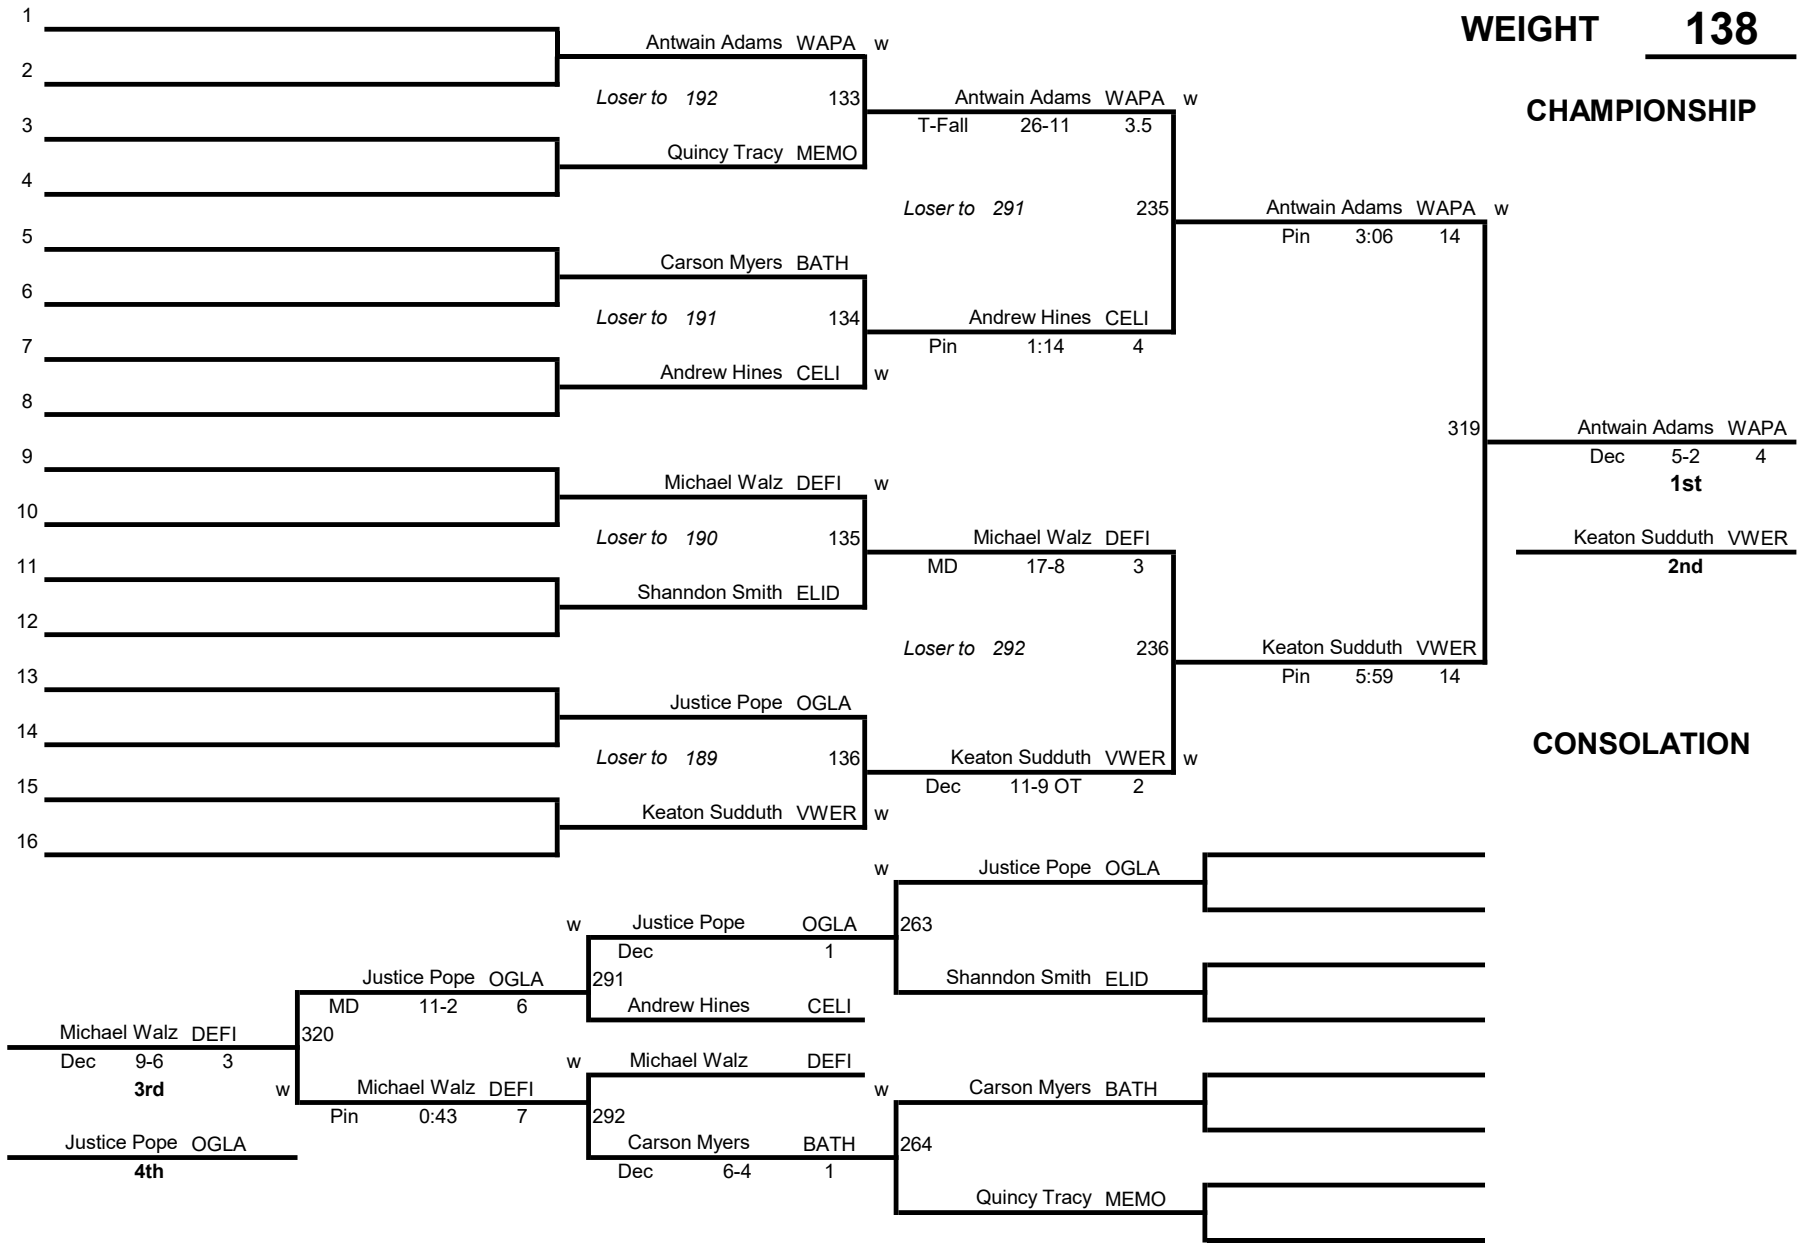 1
WEIGHT 138
Antwain Adams WAPA w
2
Loser to 192 133
Antwain Adams WAPA w
CHAMPIONSHIP
3
T-Fall 26-11 3.5
Quincy Tracy MEMO
4
Loser to 291 235
Antwain Adams WAPA w
5
Pin 3:06 14
Carson Myers BATH
6
Loser to 191 134
Andrew Hines CELI
7
Pin 1:14 4
Andrew Hines CELI w
8
319
Antwain Adams WAPA
9
Dec 5-2 4
1st
Michael Walz DEFI w
10
Loser to 190 135
Michael Walz DEFI
Keaton Sudduth VWER
11
MD 17-8 3
2nd
Shanndon Smith ELID
12
Loser to 292 236
Keaton Sudduth VWER
13
Pin 5:59 14
Justice Pope OGLA
14
Loser to 189 136
Keaton Sudduth VWER w
CONSOLATION
15
Dec 11-9 OT 2
Keaton Sudduth VWER w
16
w Justice Pope OGLA
w Justice Pope OGLA
263
Dec 1
Justice Pope OGLA
291
Shanndon Smith ELID
MD 11-2 6
Andrew Hines CELI
Michael Walz DEFI
320
Dec 9-6 3
w Michael Walz DEFI
3rd
w Michael Walz DEFI
w Carson Myers BATH
Pin 0:43 7
292
Justice Pope OGLA
Carson Myers BATH
264
4th
Dec 6-4 1
Quincy Tracy MEMO